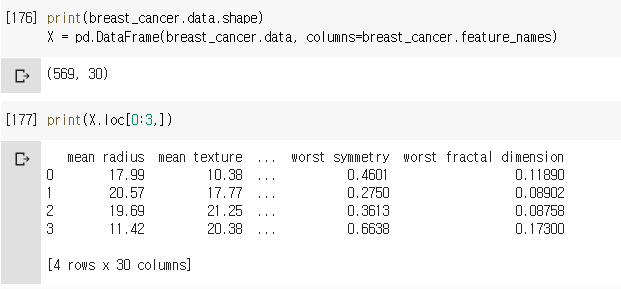 [176] print(breast_cancer.data.shape)
X = pd.DataFrame(breast_cancer.data, columns=breast_cancer.feature_names)
(569, 30)
[177] print(X.loc[0:3,])
mean radius mean texture ... worst symmetry worst fractal dimension
0 17.99 10.38 ... 0.4601 0.11890
1 20.57 17.77 ... 0.2750 0.08902
2 19.69 21.25 ... 0.3613 0.08758
3 11.42 20.38 ... 0.6638 0.17300
[4 rows x 30 columns]